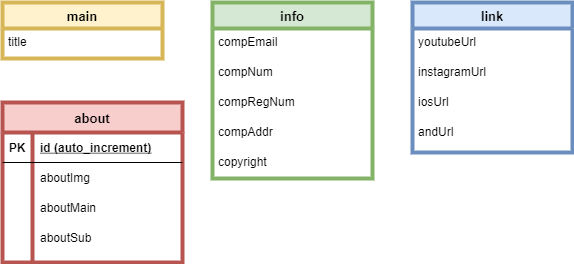 main
title
info
compEmail
compNum
compRegNum
compAddr
copyright
link
youtubeUrl
instagramUrl
iosUrl
andUrl
about
PK id (auto_increment)
aboutImg
aboutMain
aboutSub